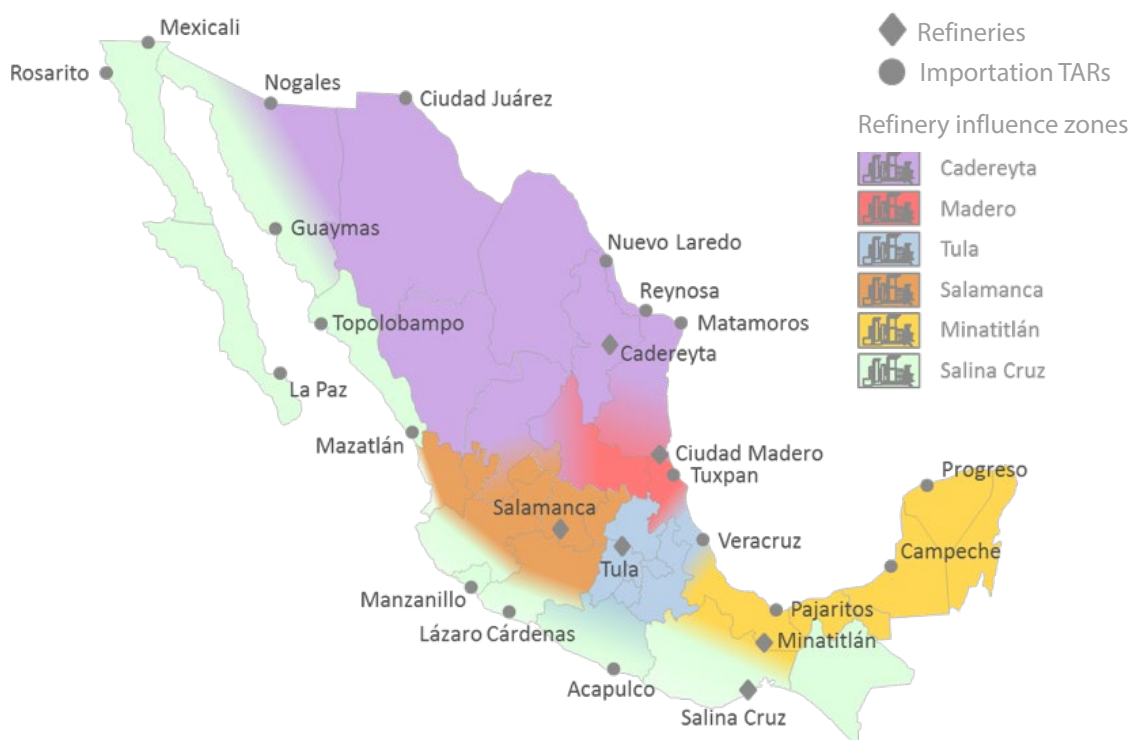 Mexicali
Rosarito
Nogales
Ciudad Juárez
Refineries
Importation TARs
Refinery influence zones
Cadereyta
Madero
Tula
Salamanca
Minatitlán
Salina Cruz
Guaymas
Nuevo Laredo
Reynosa
Matamoros
Topolobampo
Cadereyta
La Paz
Mazatlán
Ciudad Madero
Tuxpan
Progreso
Salamanca
Veracruz
Campeche
Tula
Manzanillo
Pajaritos
Lázaro Cárdenas
Minatitlán
Acapulco
Salina Cruz